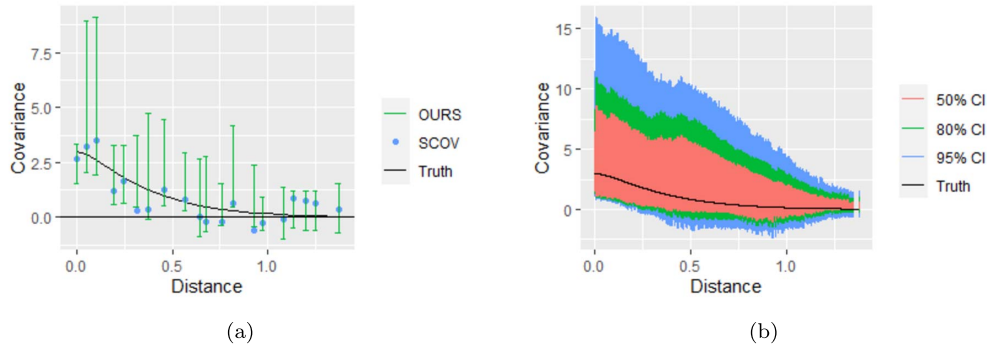 7.5
5.0
2.5
0.0
Covariance
0.0 0.5 1.0
Distance
OURS
SCOV
Truth
(a)
15
10
5
0
Covariance
0.0 0.5 1.0
Distance
50% CI
80% CI
95% CI
Truth
(b)